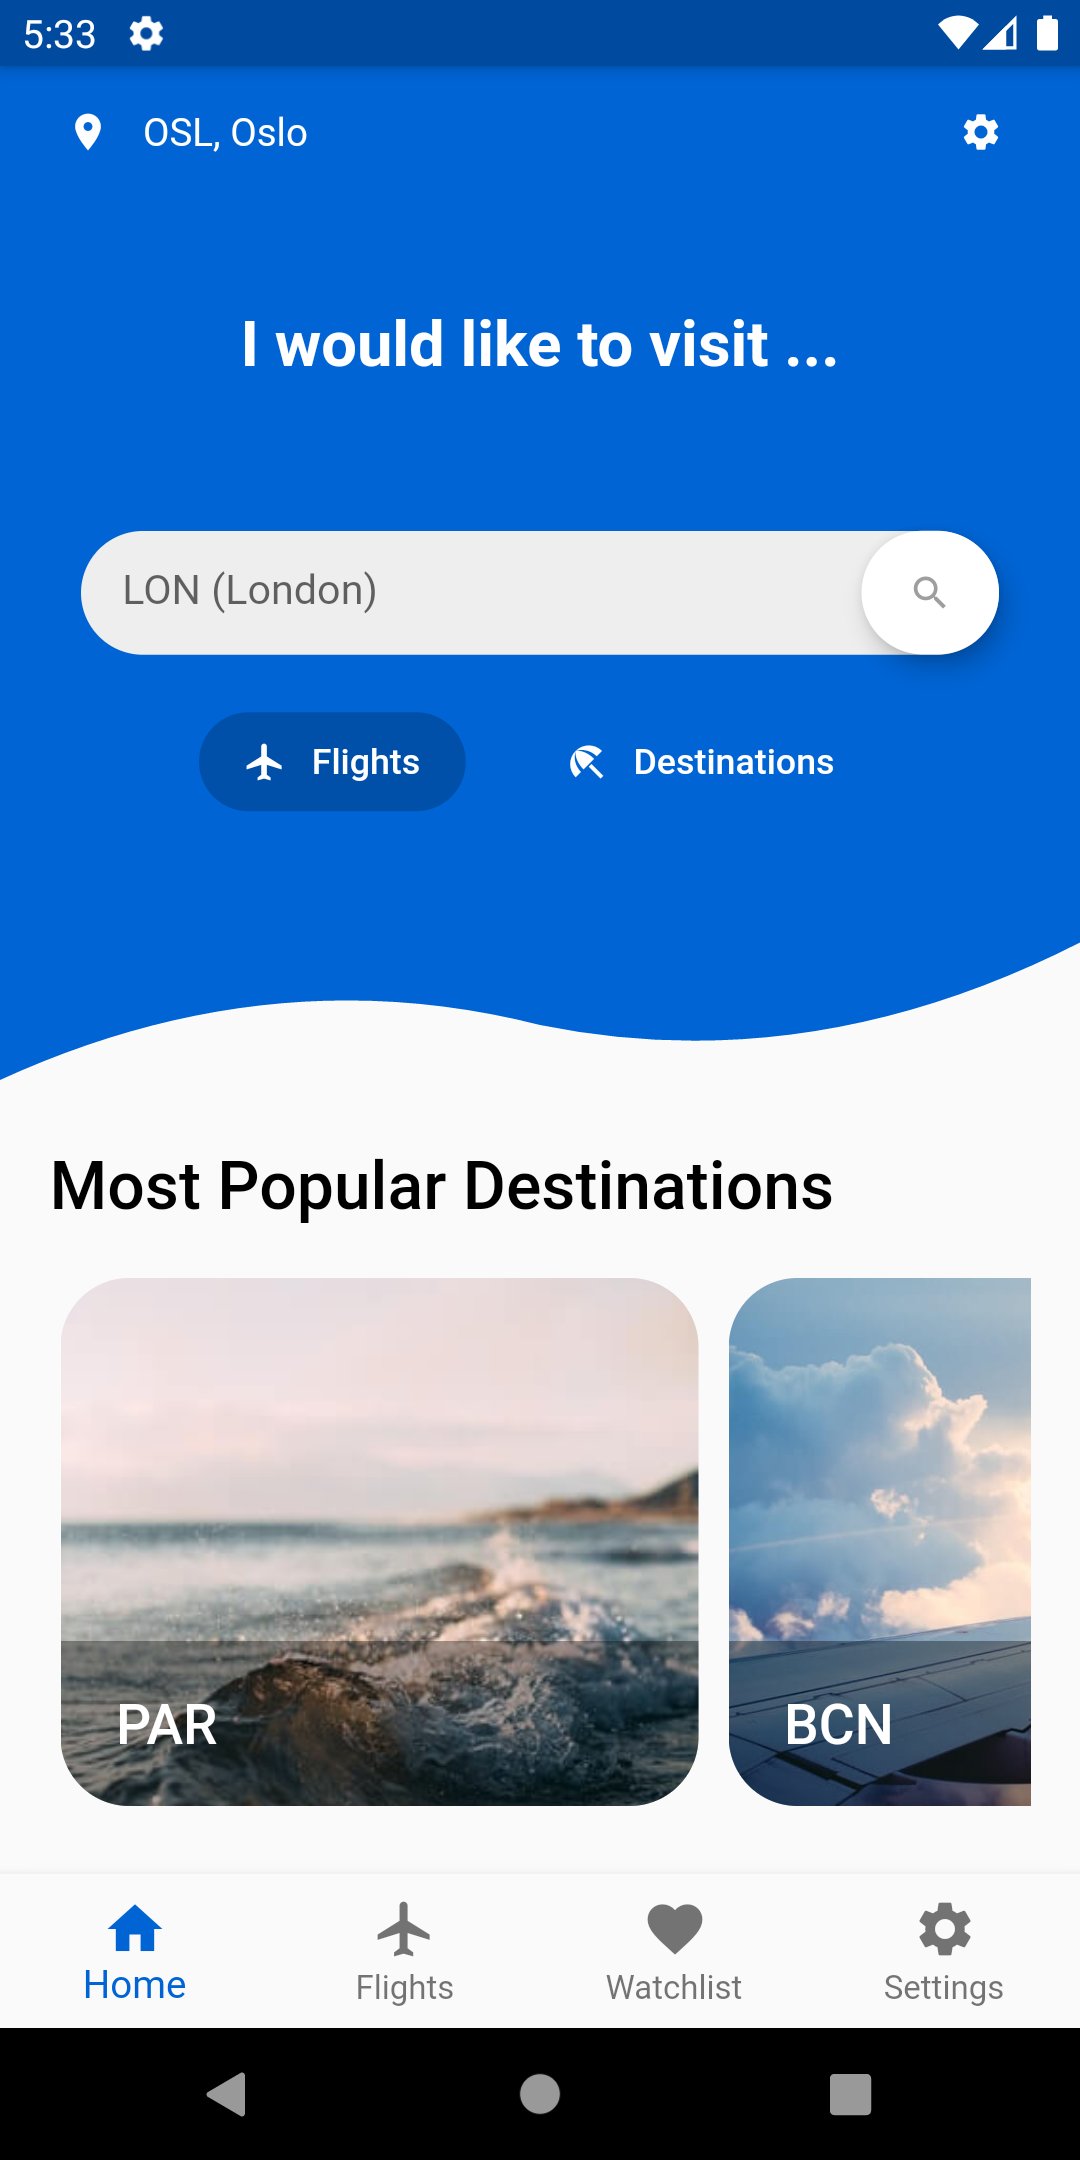 5:33
OSL, Oslo
I would like to visit ...
LON (London)
Flights
Destinations
Most Popular Destinations
PAR
BCN
Home
Flights
Watchlist
Settings